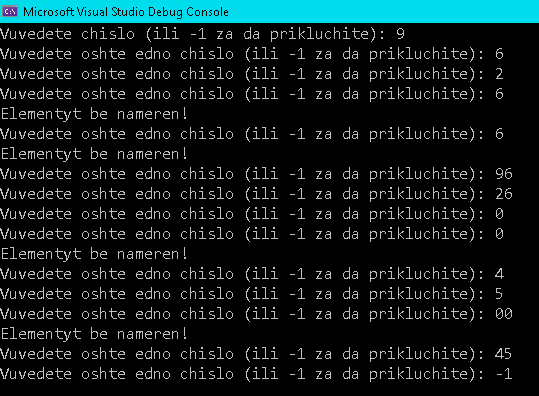 Microsoft Visual Studio Debug Console
Vuvedete chislo (ili -1 za da prikluchite): 9
Vuvedete oshte edno chislo (ili -1 za da prikluchite): 6
Vuvedete oshte edno chislo (ili -1 za da prikluchite): 2
Vuvedete oshte edno chislo (ili -1 za da prikluchite): 6
Elementyt be nameren!
Vuvedete oshte edno chislo (ili -1 za da prikluchite): 6
Elementyt be nameren!
Vuvedete oshte edno chislo (ili -1 za da prikluchite): 96
Vuvedete oshte edno chislo (ili -1 za da prikluchite): 26
Vuvedete oshte edno chislo (ili -1 za da prikluchite): 0
Vuvedete oshte edno chislo (ili -1 za da prikluchite): 0
Elementyt be nameren!
Vuvedete oshte edno chislo (ili -1 za da prikluchite): 4
Vuvedete oshte edno chislo (ili -1 za da prikluchite): 5
Vuvedete oshte edno chislo (ili -1 za da prikluchite): 00
Elementyt be nameren!
Vuvedete oshte edno chislo (ili -1 za da prikluchite): 45
Vuvedete oshte edno chislo (ili -1 za da prikluchite): -1